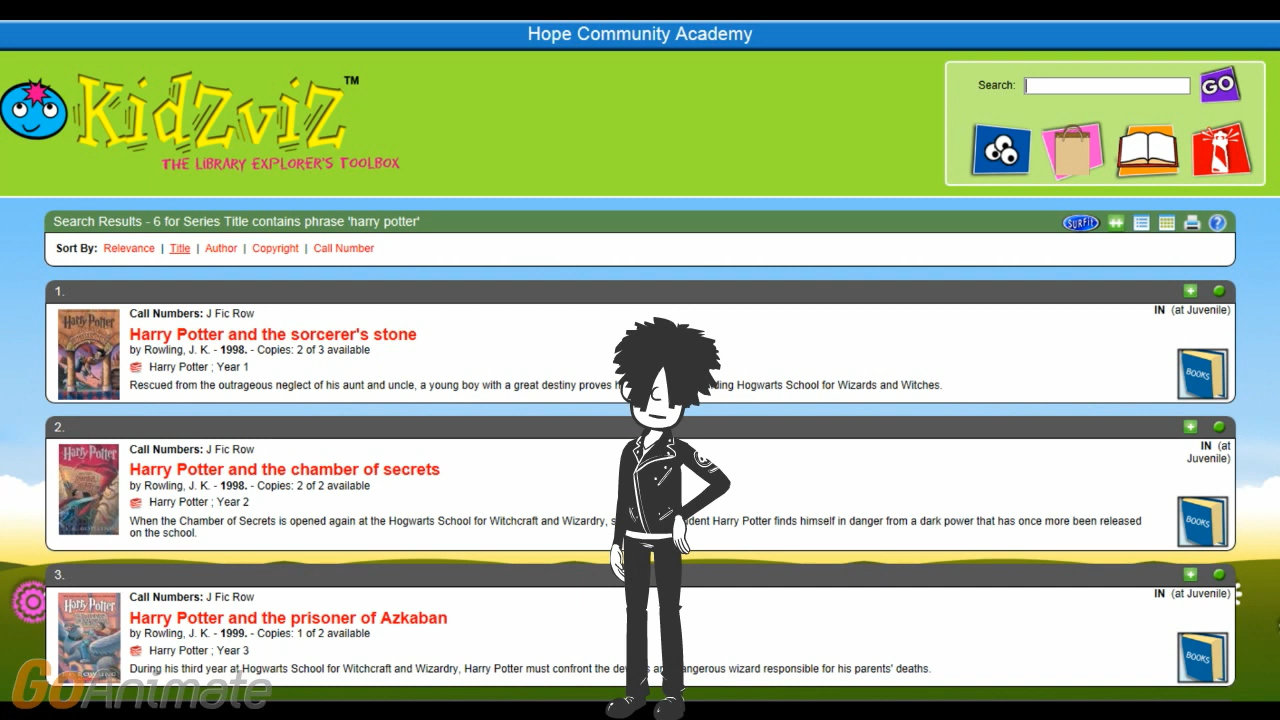 Hope Community Academy
KidZviZ™
THE LIBRARY EXPLORER'S TOOLBOX
Search:
GO
Search Results - 6 for Series Title contains phrase 'harry potter'
SURFIT
Sort By: Relevance | Title | Author | Copyright | Call Number
1.
Harry Potter
Call Numbers: J Fic Row
IN (at Juvenile)
Harry Potter and the sorcerer's stone
by Rowling, J. K. - 1998. - Copies: 2 of 3 available
Harry Potter ; Year 1
Rescued from the outrageous neglect of his aunt and uncle, a young boy with a great destiny proves Hogwarts School for Wizards and Witches.
BOOKS
2.
Harry Potter
Call Numbers: J Fic Row
IN (at
Juvenile)
Harry Potter and the chamber of secrets
by Rowling, J. K. - 1998. - Copies: 2 of 2 available
Harry Potter ; Year 2
When the Chamber of Secrets is opened again at the Hogwarts School for Witchcraft and Wizardry, Harry Potter finds himself in danger from a dark power that has once more been released
on the school.
BOOKS
3.
Harry Potter
Call Numbers: J Fic Row
IN (at Juvenile)
Harry Potter and the prisoner of Azkaban
by Rowling, J. K. - 1999. - Copies: 1 of 2 available
Harry Potter ; Year 3
During his third year at Hogwarts School for Witchcraft and Wizardry, Harry Potter must confront the wizard responsible for his parents' deaths.
BOOKS
GoAnimate